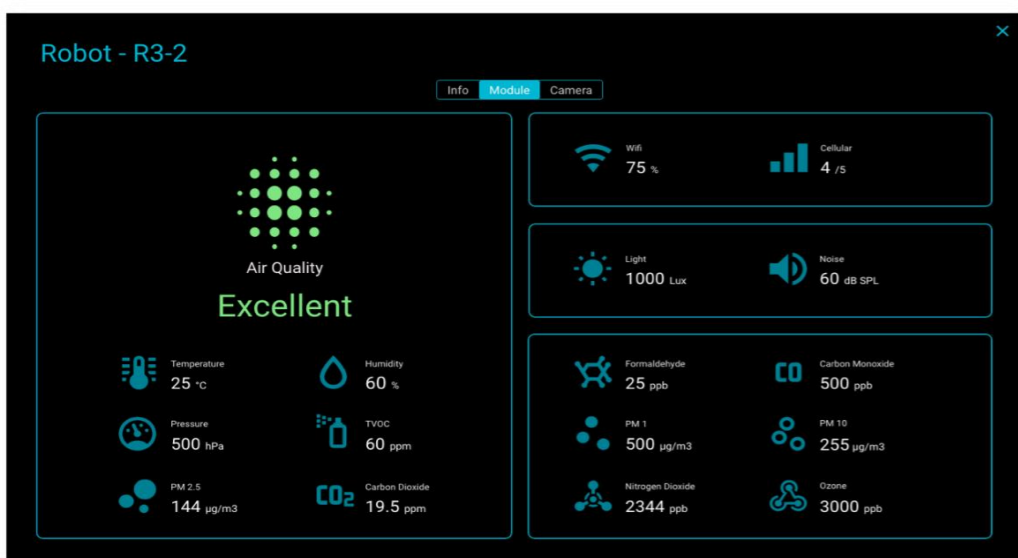 Robot - R3-2
Info Module Camera
Air Quality
Excellent
Temperature
25 °C
Humidity
60 %
Pressure
500 hPa
TVOC
60 ppm
PM 2.5
144 µg/m3
CO2
Carbon Dioxide
19.5 ppm
Wifi
75 %
Cellular
4 /5
Light
1000 Lux
Noise
60 dB SPL
Formaldehyde
25 ppb
CO
Carbon Monoxide
500 ppb
PM 1
500 µg/m3
PM 10
255 µg/m3
Nitrogen Dioxide
2344 ppb
Ozone
3000 ppb